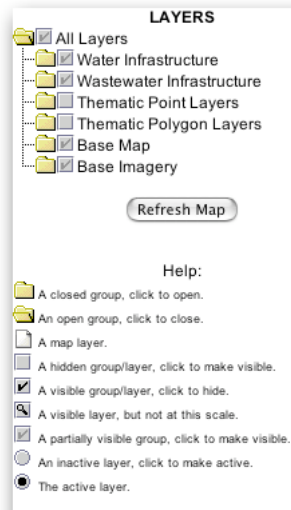 LAYERS
All Layers
Water Infrastructure
Wastewater Infrastructure
Thematic Point Layers
Thematic Polygon Layers
Base Map
Base Imagery
Refresh Map
Help:
A closed group, click to open.
An open group, click to close.
A map layer.
A hidden group/layer, click to make visible.
A visible group/layer, click to hide.
A visible layer, but not at this scale.
A partially visible group, click to make visible.
An inactive layer, click to make active.
The active layer.